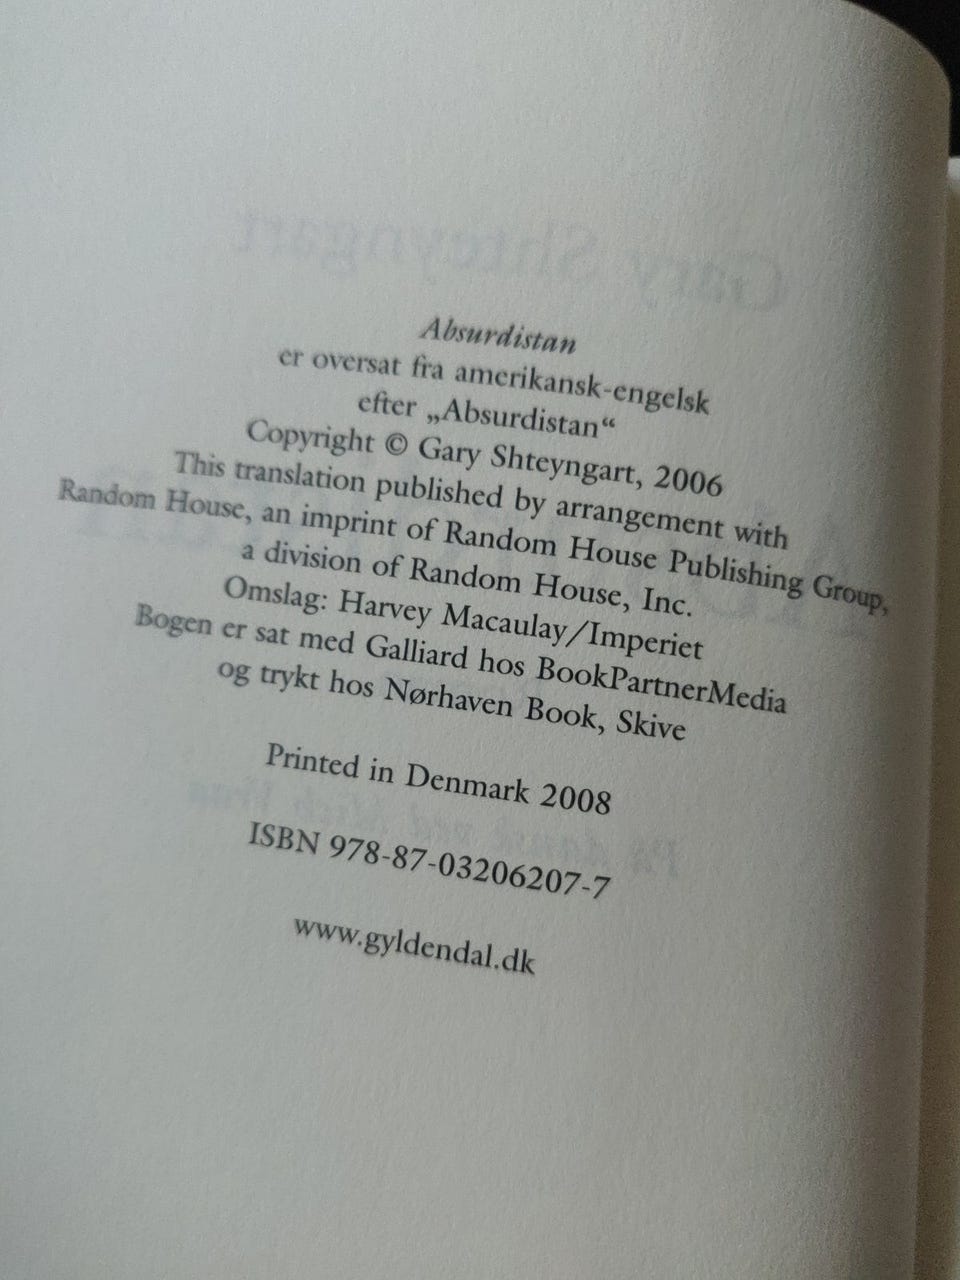 Absurdistan
er oversat fra amerikansk-engelsk
efter „Absurdistan“
Copyright © Gary Shteyngart, 2006
This translation published by arrangement with
Random House, an imprint of Random House Publishing Group,
a division of Random House, Inc.
Omslag: Harvey Macaulay/Imperiet
Bogen er sat med Galliard hos BookPartnerMedia
og trykt hos Nørhaven Book, Skive
Printed in Denmark 2008
ISBN 978-87-03206207-7
www.gyldendal.dk